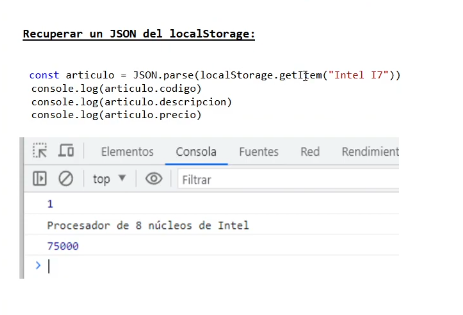 Recuperar un JSON del localStorage:
const articulo = JSON.parse(localStorage.getItem("Intel I7"))
console.log(articulo.codigo)
console.log(articulo.descripcion)
console.log(articulo.precio)
Elementos Consola Fuentes Red Rendimient
top Filtrar
1
Procesador de 8 núcleos de Intel
75000